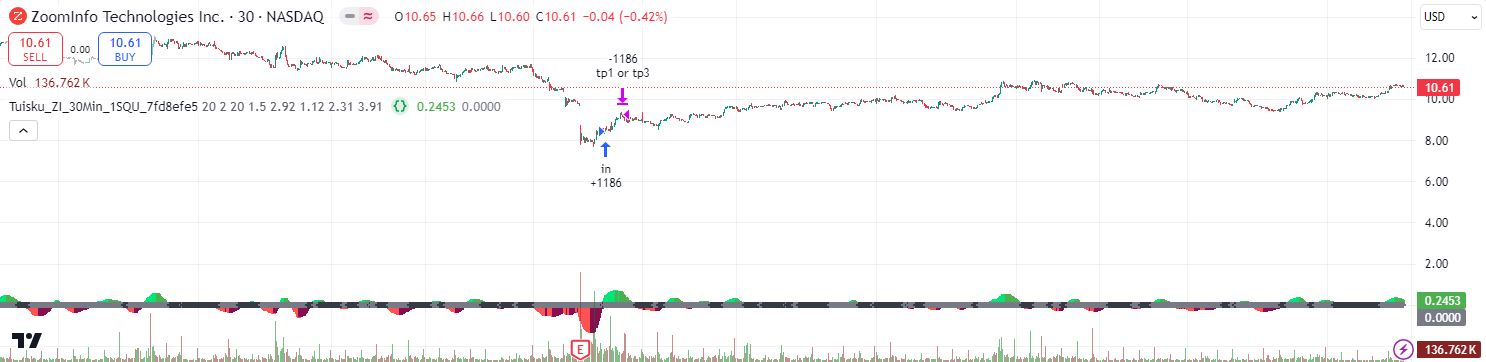 Z ZoomInfo Technologies Inc. · 30 · NASDAQ O10.65 H10.66 L10.60 C10.61 −0.04 (−0.42%)
USD
10.61 SELL
0.00
10.61 BUY
Vol 136.762 K
Tuisku_ZI_30Min_1SQU_7fd8efe5 20 2 20 1.5 2.92 1.12 2.31 3.91 {} 0.2453 0.0000
-1186
tp1 or tp3
in
+1186
12.00
10.61
10.00
8.00
6.00
4.00
2.00
0.2453
0.0000
136.762 K
E